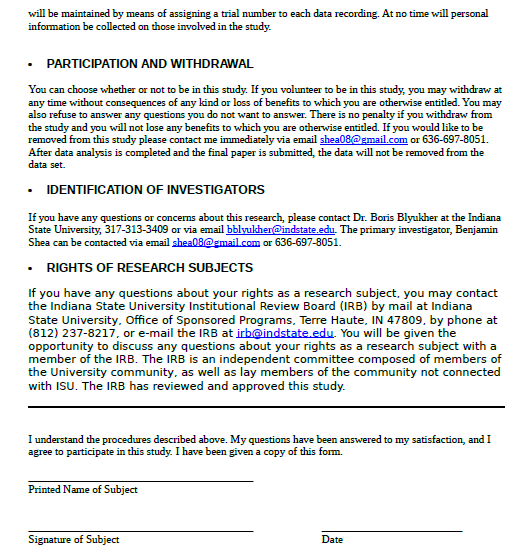 will be maintained by means of assigning a trial number to each data recording. At no time will personal
information be collected on those involved in the study.
• PARTICIPATION AND WITHDRAWAL
You can choose whether or not to be in this study. If you volunteer to be in this study, you may withdraw at
any time without consequences of any kind or loss of benefits to which you are otherwise entitled. You may
also refuse to answer any questions you do not want to answer. There is no penalty if you withdraw from
the study and you will not lose any benefits to which you are otherwise entitled. If you would like to be
removed from this study please contact me immediately via email shea08@gmail.com or 636-697-8051.
After data analysis is completed and the final paper is submitted, the data will not be removed from the
data set.
• IDENTIFICATION OF INVESTIGATORS
If you have any questions or concerns about this research, please contact Dr. Boris Blyukher at the Indiana
State University, 317-313-3409 or via email bblyukher@indstate.edu. The primary investigator, Benjamin
Shea can be contacted via email shea08@gmail.com or 636-697-8051.
• RIGHTS OF RESEARCH SUBJECTS
If you have any questions about your rights as a research subject, you may contact
the Indiana State University Institutional Review Board (IRB) by mail at Indiana
State University, Office of Sponsored Programs, Terre Haute, IN 47809, by phone at
(812) 237-8217, or e-mail the IRB at irb@indstate.edu. You will be given the
opportunity to discuss any questions about your rights as a research subject with a
member of the IRB. The IRB is an independent committee composed of members of
the University community, as well as lay members of the community not connected
with ISU. The IRB has reviewed and approved this study.
I understand the procedures described above. My questions have been answered to my satisfaction, and I
agree to participate in this study. I have been given a copy of this form.
Printed Name of Subject
Signature of Subject Date